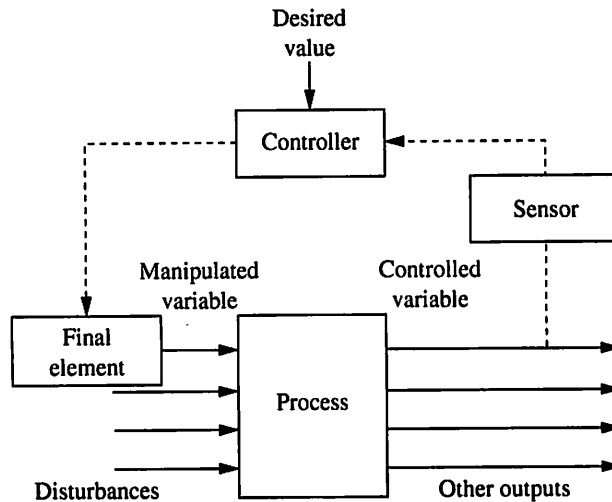 Desired
value
Controller
Sensor
Manipulated
variable
Controlled
variable
Final
element
Process
Disturbances
Other outputs